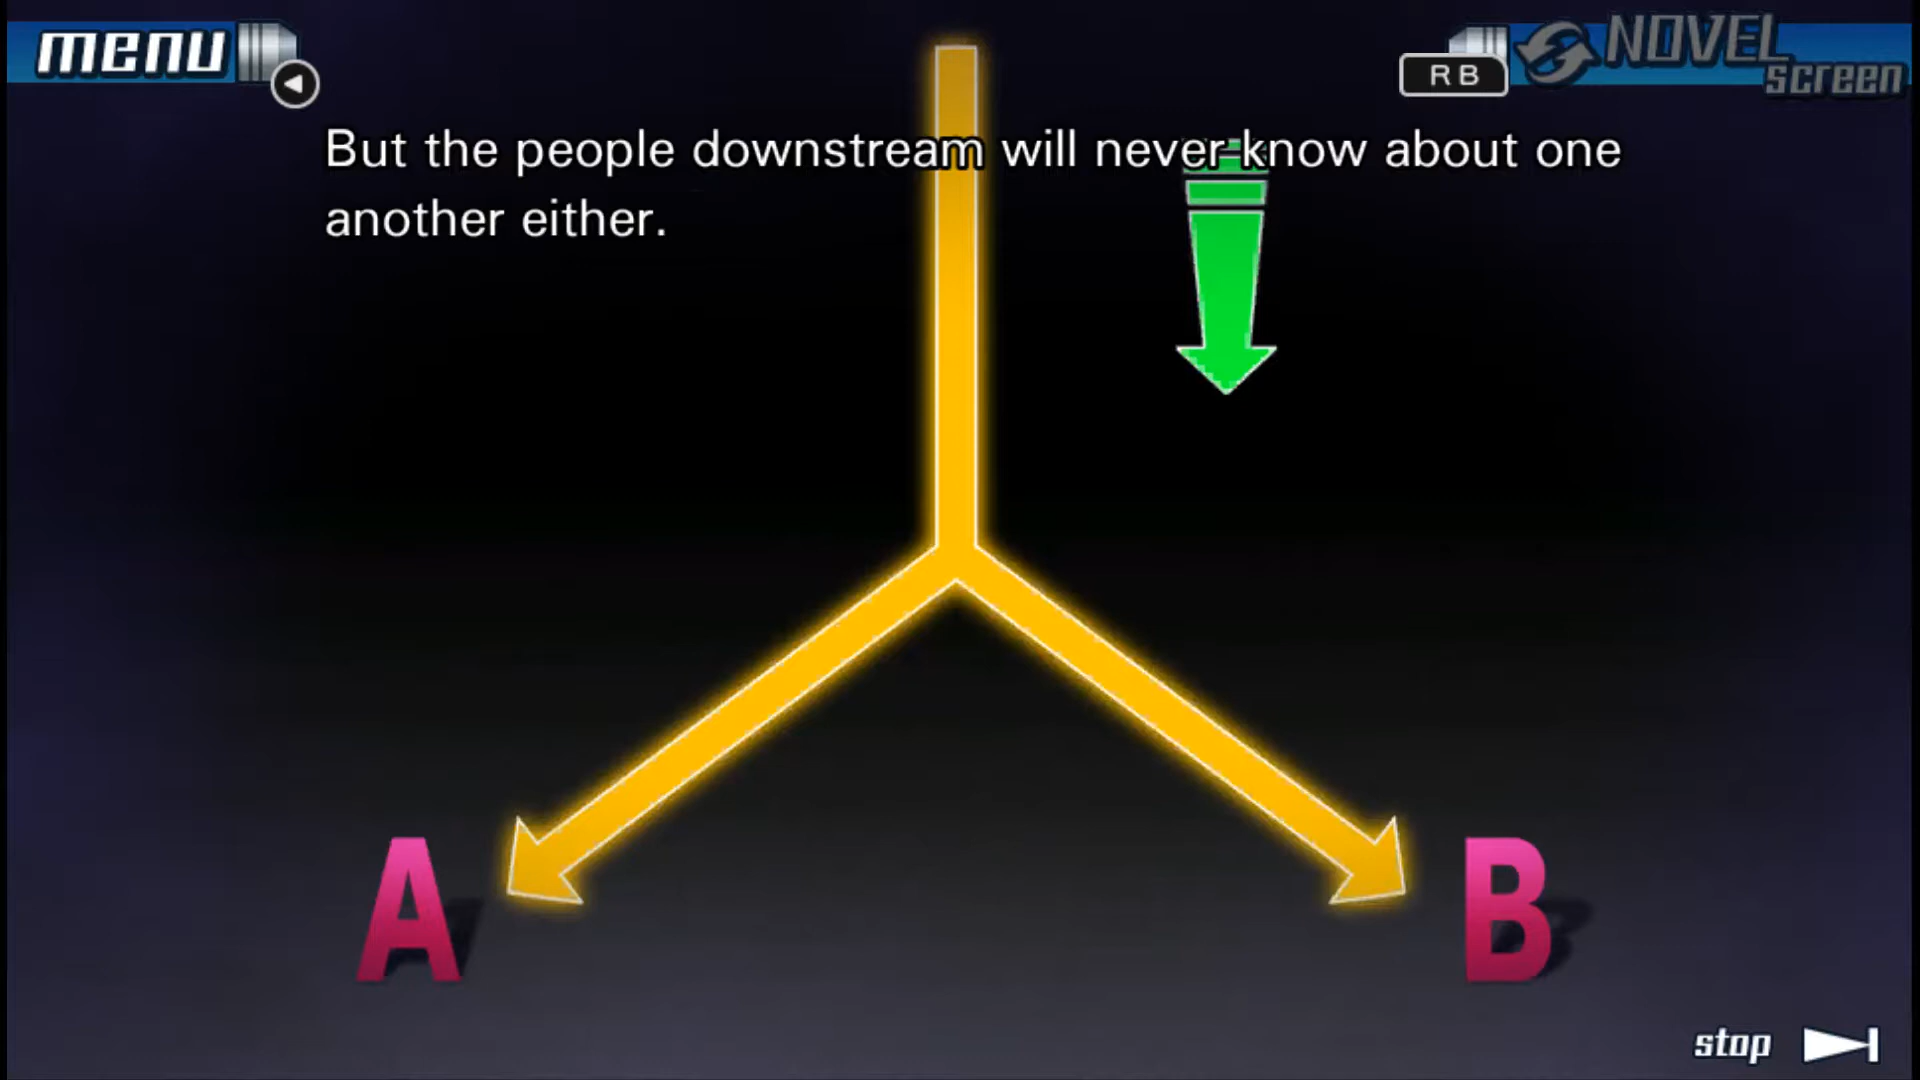 menu
RB
NOVEL
screen
But the people downstream will never know about one
another either.
A
B
stop